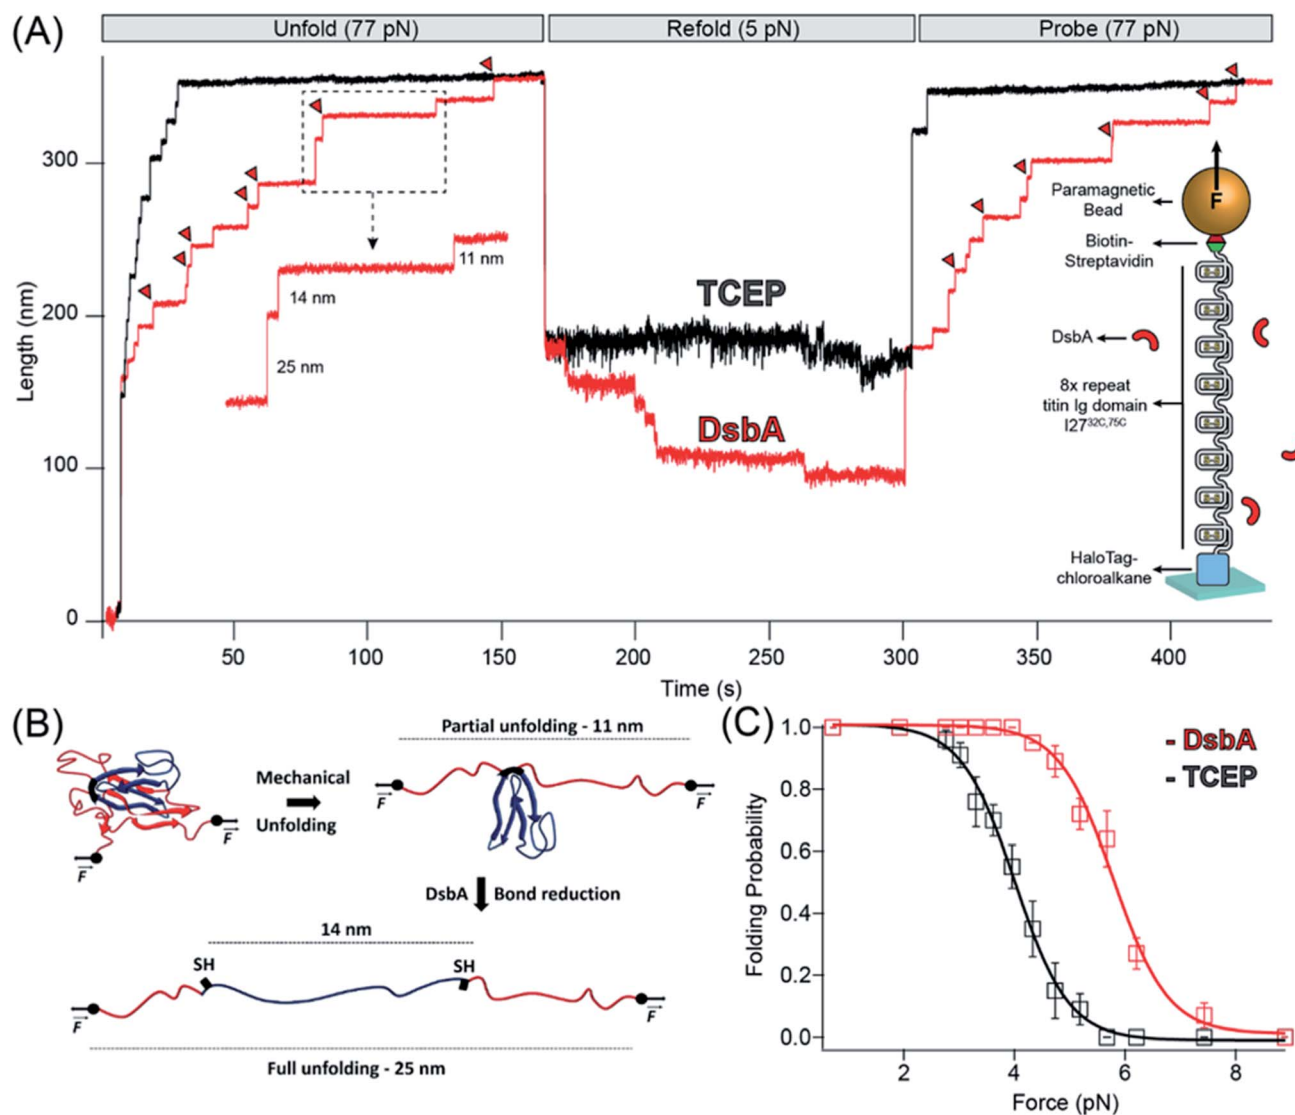 (A)
Unfold (77 pN)
Refold (5 pN)
Probe (77 pN)
Length (nm)
300
200
100
0
11 nm
14 nm
25 nm
TCEP
DsbA
Paramagnetic
Bead
F
Biotin-
Streptavidin
DsbA
8x repeat
titin Ig domain
I27³²ᶜ,⁷⁵ᶜ
HaloTag-
chloroalkane
50
100
150
200
250
300
350
400
Time (s)
(B)
Partial unfolding - 11 nm
Mechanical
Unfolding
F
F
F
F
DsbA
Bond reduction
14 nm
SH
SH
F
F
Full unfolding - 25 nm
(C)
Folding Probability
1.0
0.8
0.6
0.4
0.2
0.0
DsbA
TCEP
2
4
6
8
Force (pN)